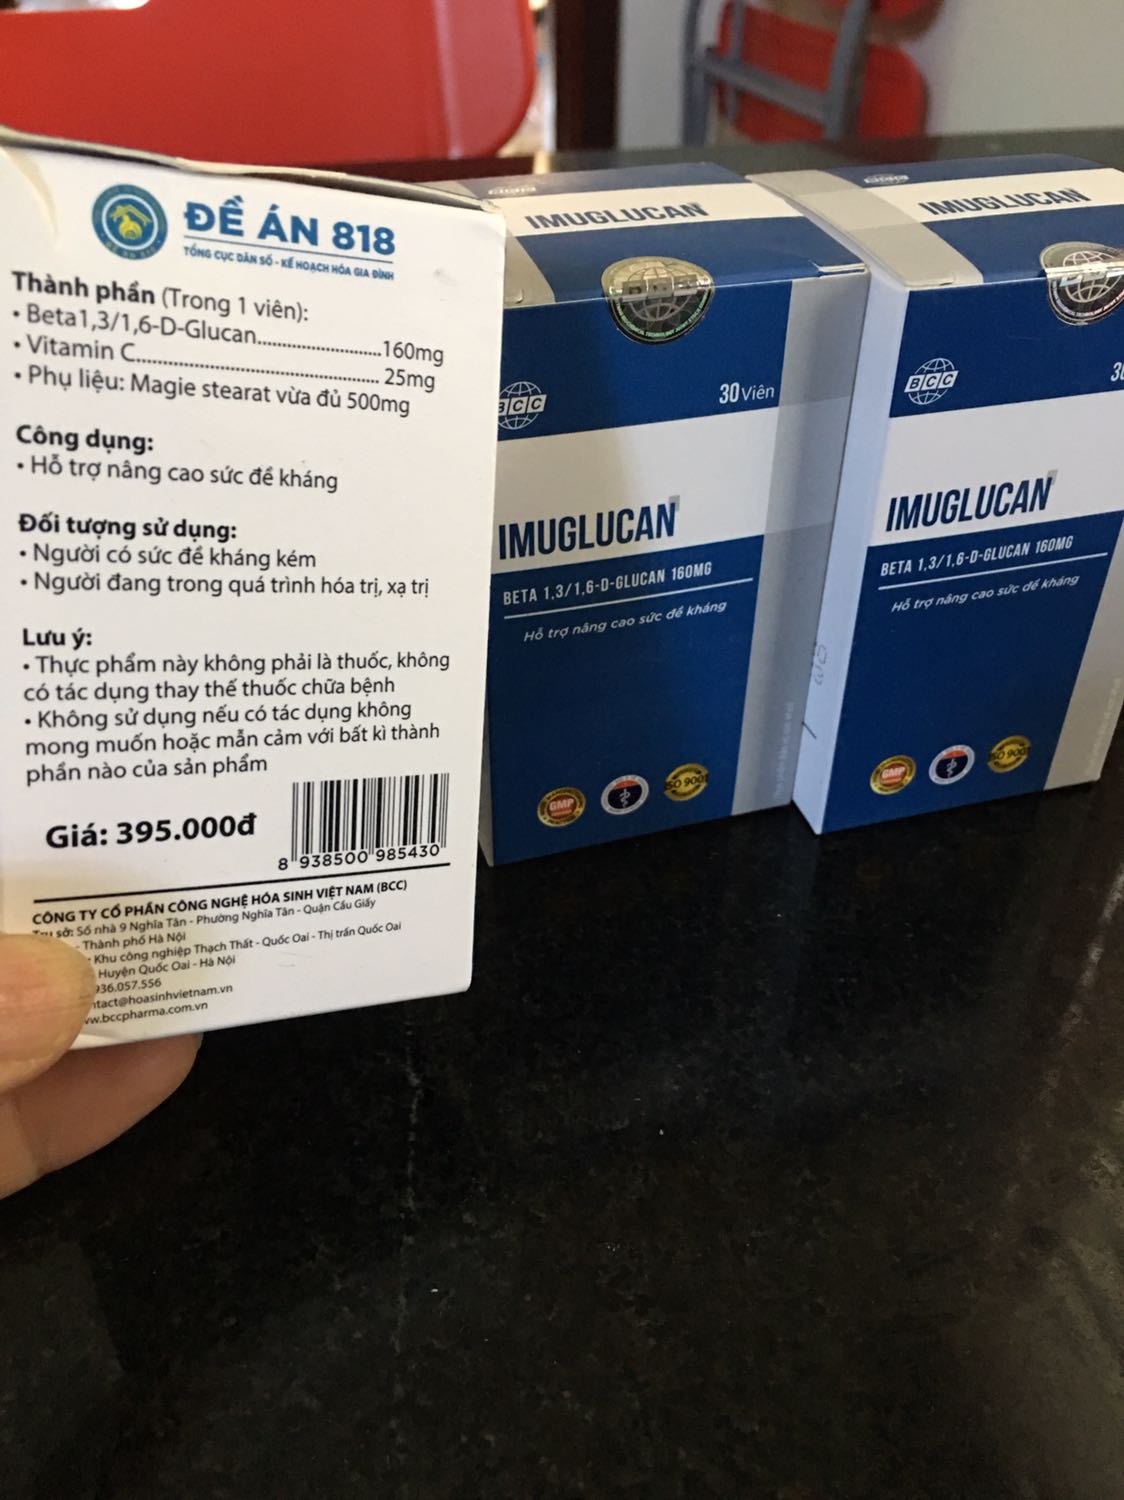 ĐỀ ÁN 818
TỔNG CỤC DÂN SỐ - KẾ HOẠCH HÓA GIA ĐÌNH
Thành phần (Trong 1 viên):
• Beta1,3/1,6-D-Glucan............................160mg
• Vitamin C...................................................... 25mg
• Phụ liệu: Magie stearat vừa đủ 500mg
Công dụng:
• Hỗ trợ nâng cao sức đề kháng
Đối tượng sử dụng:
• Người có sức đề kháng kém
• Người đang trong quá trình hóa trị, xạ trị
Lưu ý:
• Thực phẩm này không phải là thuốc, không
có tác dụng thay thế thuốc chữa bệnh
• Không sử dụng nếu có tác dụng không
mong muốn hoặc mẫn cảm với bất kì thành
phần nào của sản phẩm
Giá: 395.000đ
8 938500 985430
CÔNG TY CỔ PHẦN CÔNG NGHỆ HÓA SINH VIỆT NAM (BCC)
sở: Số nhà 9 Nghĩa Tân - Phường Nghĩa Tân - Quận Cầu Giấy
- Thành phố Hà Nội
: Khu công nghiệp Thạch Thất - Quốc Oai - Thị trấn Quốc Oai
Huyện Quốc Oai - Hà Nội
936.057.556
ntact@hoasinhvietnam.vn
w.bccpharma.com.vn
IMUGLUCAN
BCC
30 Viên
IMUGLUCAN
BETA 1,3/1,6-D-GLUCAN 160MG
Hỗ trợ nâng cao sức đề kháng
GMP
ISO 9001
IMUGLUCAN
BCC
30
IMUGLUCAN
BETA 1,3/1,6-D-GLUCAN 160MG
Hỗ trợ nâng cao sức đề kháng
GMP
ISO 9001